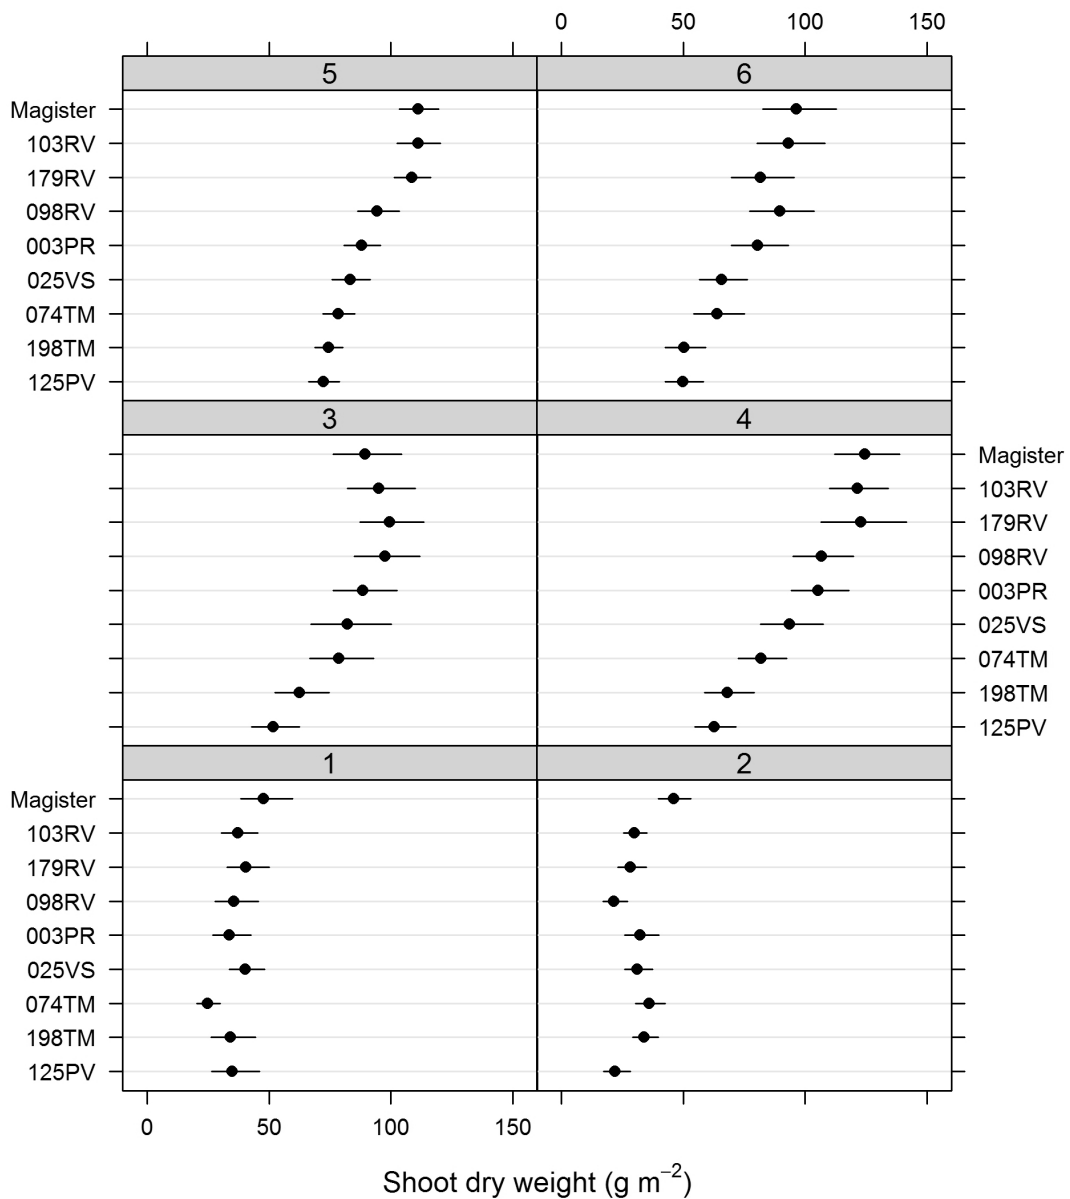 0 50 100 150
5 6
Magister
103RV
179RV
098RV
003PR
025VS
074TM
198TM
125PV
3 4
Magister
103RV
179RV
098RV
003PR
025VS
074TM
198TM
125PV
1 2
Magister
103RV
179RV
098RV
003PR
025VS
074TM
198TM
125PV
0 50 100 150
Shoot dry weight (g m⁻²)